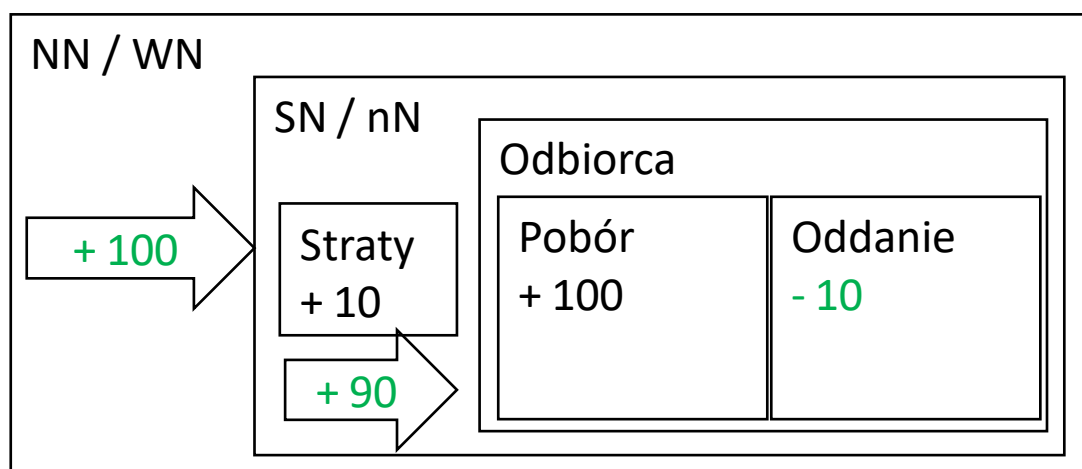 NN / WN
SN / nN
Odbiorca
+ 100
Straty
+ 10
Pobór
+ 100
Oddanie
- 10
+ 90